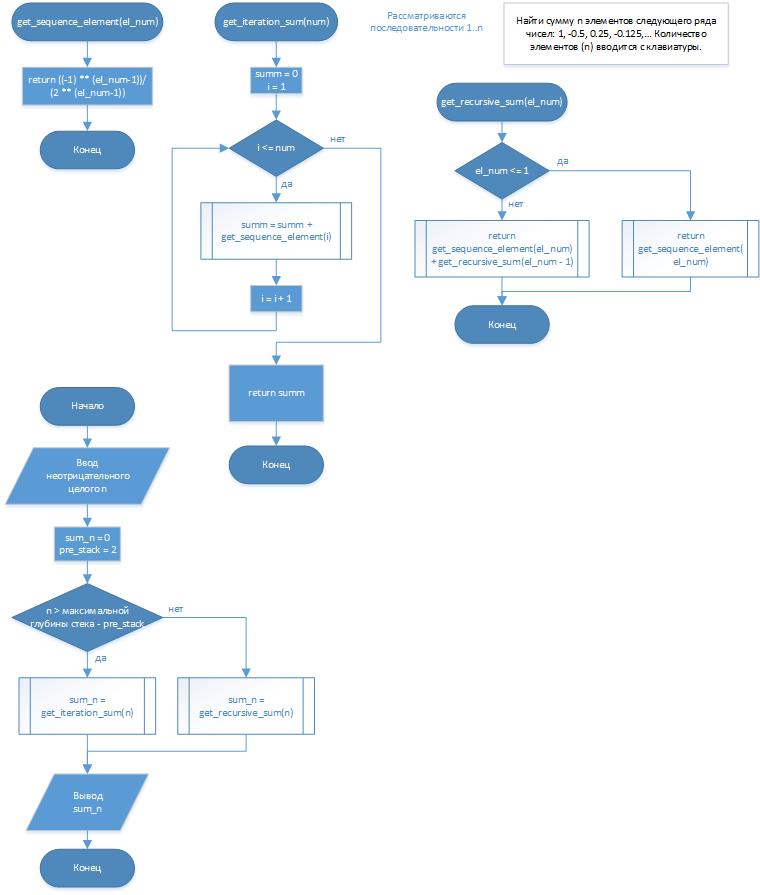 get_sequence_element(el_num)
return ((-1) ** (el_num-1))/
(2 ** (el_num-1))
Конец
get_iteration_sum(num)
summ = 0
i = 1
i <= num
нет
да
summ = summ +
get_sequence_element(i)
i = i + 1
return summ
Конец
Рассматриваются
последовательности 1..n
Найти сумму n элементов следующего ряда
чисел: 1, -0.5, 0.25, -0.125,... Количество
элементов (n) вводится с клавиатуры.
get_recursive_sum(el_num)
el_num <= 1
да
нет
return
get_sequence_element(el_num)
+ get_recursive_sum(el_num - 1)
return
get_sequence_element(
el_num)
Конец
Начало
Ввод
неотрицательного
целого n
sum_n = 0
pre_stack = 2
n > максимальной
глубины стека - pre_stack
нет
да
sum_n =
get_iteration_sum(n)
sum_n =
get_recursive_sum(n)
Вывод
sum_n
Конец